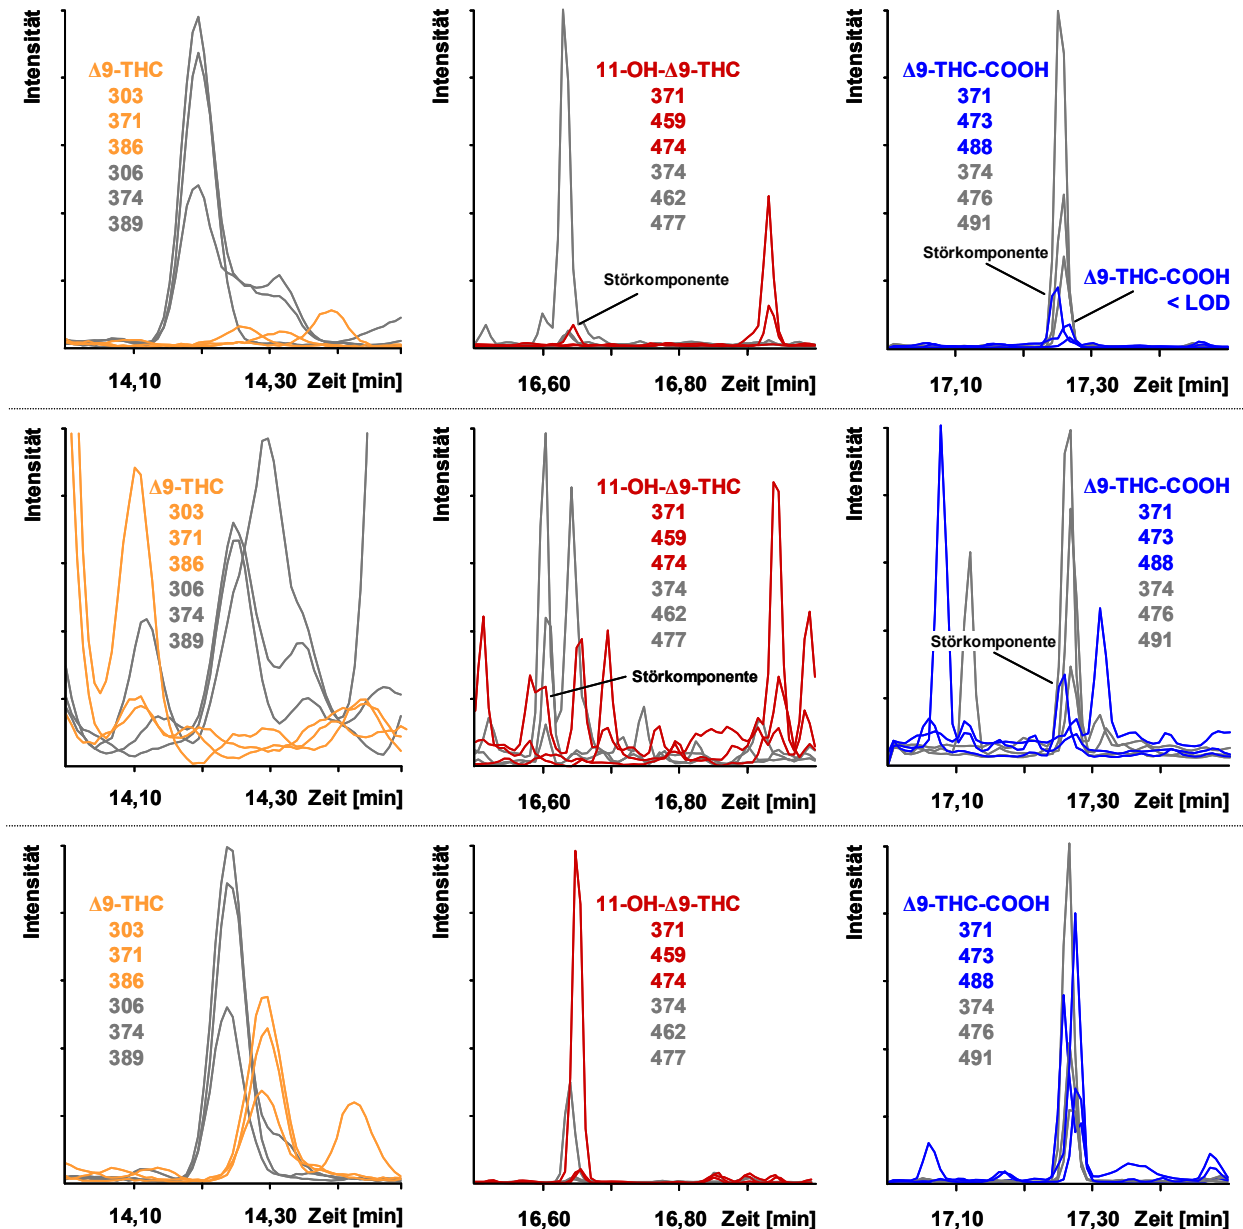 Intensität
Δ9-THC
303
371
386
306
374
389
14,10
14,30
Zeit [min]
Intensität
11-OH-Δ9-THC
371
459
474
374
462
477
Störkomponente
16,60
16,80
Zeit [min]
Intensität
Δ9-THC-COOH
371
473
488
374
476
491
Störkomponente
Δ9-THC-COOH
< LOD
17,10
17,30
Zeit [min]
Intensität
Δ9-THC
303
371
386
306
374
389
14,10
14,30
Zeit [min]
Intensität
11-OH-Δ9-THC
371
459
474
374
462
477
Störkomponente
16,60
16,80
Zeit [min]
Intensität
Δ9-THC-COOH
371
473
488
374
476
491
Störkomponente
17,10
17,30
Zeit [min]
Intensität
Δ9-THC
303
371
386
306
374
389
14,10
14,30
Zeit [min]
Intensität
11-OH-Δ9-THC
371
459
474
374
462
477
16,60
16,80
Zeit [min]
Intensität
Δ9-THC-COOH
371
473
488
374
476
491
17,10
17,30
Zeit [min]